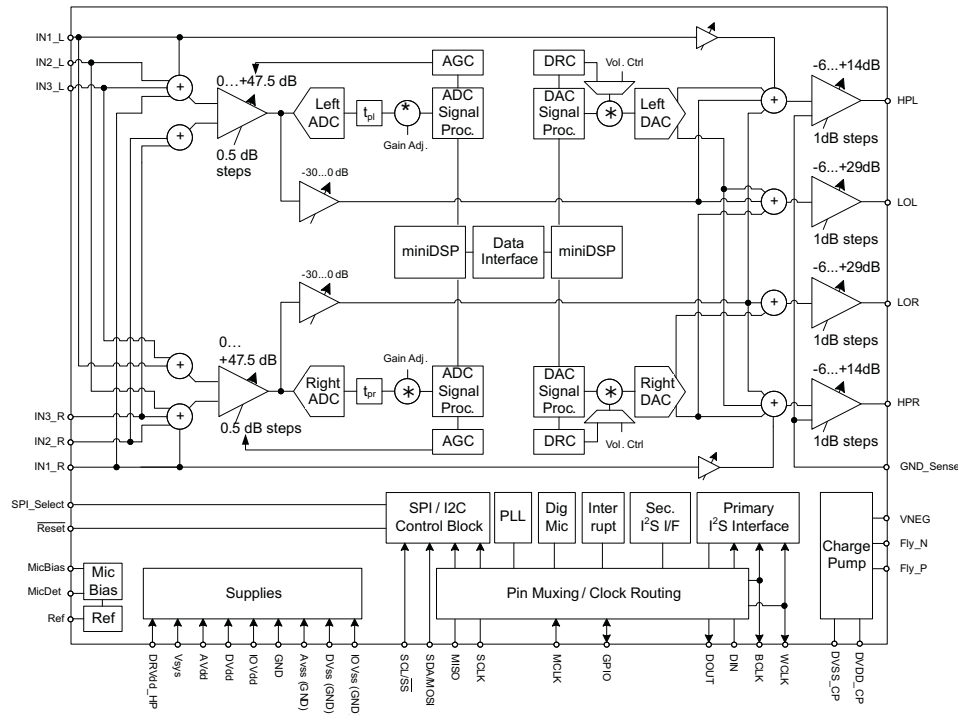 IN1_L
IN2_L
IN3_L
0…+47.5 dB
AGC
DRC
Vol. Ctrl
-6...+14dB
Left
ADC
tpl
*
Gain Adj.
ADC
Signal
Proc.
DAC
Signal
Proc.
*
Left
DAC
+
+
HPL
0.5 dB
steps
+
1dB steps
-30...0 dB
-6...+29dB
+
LOL
1dB steps
miniDSP
Data
Interface
miniDSP
-30...0 dB
-6...+29dB
+
LOR
1dB steps
0…
+47.5 dB
+
Gain Adj.
Right
ADC
tpr
*
ADC
Signal
Proc.
DAC
Signal
Proc.
*
Right
DAC
-6...+14dB
+
HPR
1dB steps
IN3_R
+
0.5 dB steps
AGC
DRC
Vol. Ctrl
IN2_R
IN1_R
GND_Sense
SPI_Select
Reset
SPI / I2C
Control Block
PLL
Dig
Mic
Inter
rupt
Sec.
I2S I/F
Primary
I2S Interface
Charge
Pump
VNEG
Fly_N
Fly_P
MicBias
MicDet
Ref
Mic
Bias
Ref
Supplies
Pin Muxing / Clock Routing
DRVdd_HP
Vsys
AVdd
DVdd
IOVdd
GND
Avss (GND)
DVss (GND)
IOVss (GND
SCL/SS
SDA/MOSI
MISO
SCLK
MCLK
GPIO
DOUT
DIN
BCLK
WCLK
DVSS_CP
DVDD_CP